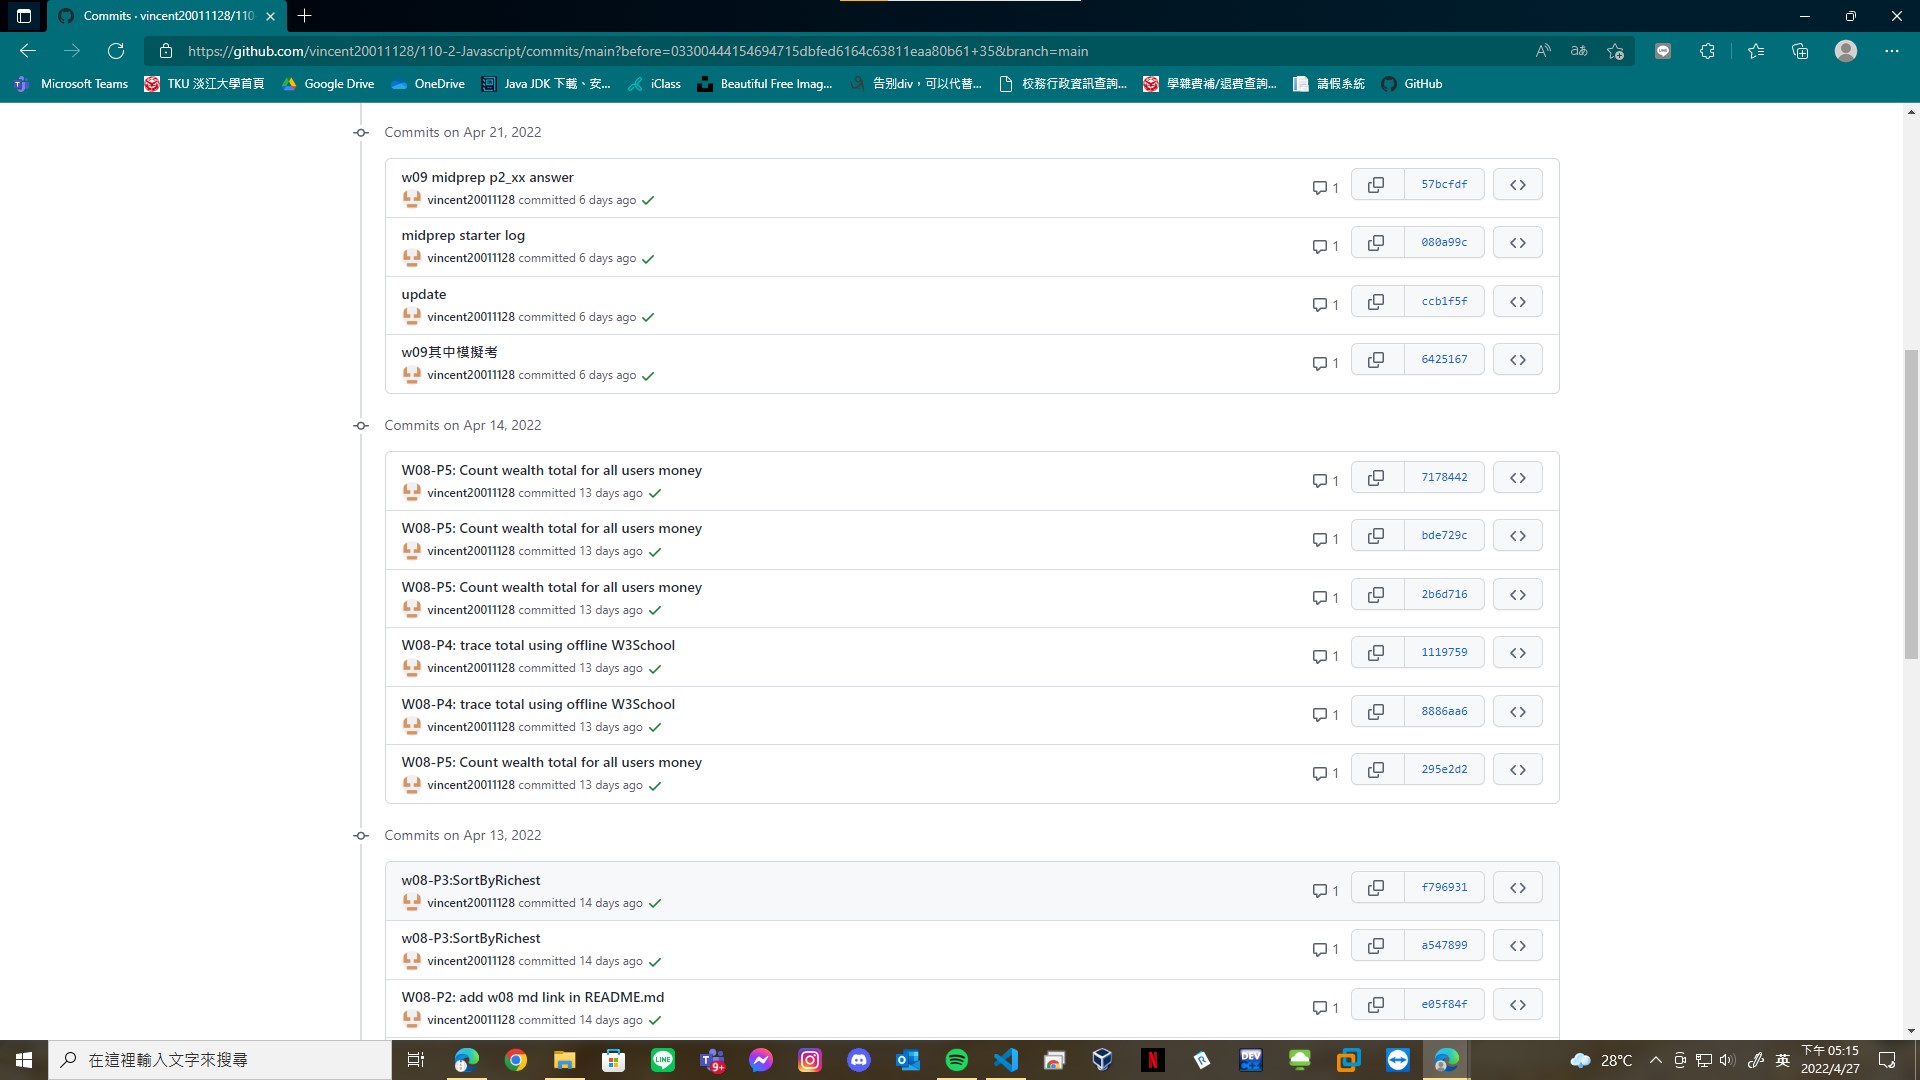 Commits · vincent20011128/110-
https://github.com/vincent20011128/110-2-Javascript/commits/main?before=03300444154694715dbfed6164c63811eaa80b61+35&branch=main
Microsoft Teams TKU 淡江大學首頁 Google Drive OneDrive Java JDK 下載、安... iClass Beautiful Free Imag... 告別div，可以代替... 校務行政資訊查詢... 學雜費補/退費查詢... 請假系統 GitHub
Commits on Apr 21, 2022
w09 midprep p2_xx answer
vincent20011128 committed 6 days ago
1 57bcfdf
midprep starter log
vincent20011128 committed 6 days ago
1 080a99c
update
vincent20011128 committed 6 days ago
1 ccb1f5f
w09其中模擬考
vincent20011128 committed 6 days ago
1 6425167
Commits on Apr 14, 2022
W08-P5: Count wealth total for all users money
vincent20011128 committed 13 days ago
1 7178442
W08-P5: Count wealth total for all users money
vincent20011128 committed 13 days ago
1 bde729c
W08-P5: Count wealth total for all users money
vincent20011128 committed 13 days ago
1 2b6d716
W08-P4: trace total using offline W3School
vincent20011128 committed 13 days ago
1 1119759
W08-P4: trace total using offline W3School
vincent20011128 committed 13 days ago
1 8886aa6
W08-P5: Count wealth total for all users money
vincent20011128 committed 13 days ago
1 295e2d2
Commits on Apr 13, 2022
w08-P3:SortByRichest
vincent20011128 committed 14 days ago
1 f796931
w08-P3:SortByRichest
vincent20011128 committed 14 days ago
1 a547899
W08-P2: add w08 md link in README.md
vincent20011128 committed 14 days ago
1 e05f84f
在這裡輸入文字來搜尋
LINE
9+
DEV
28°C
英
下午 05:15
2022/4/27